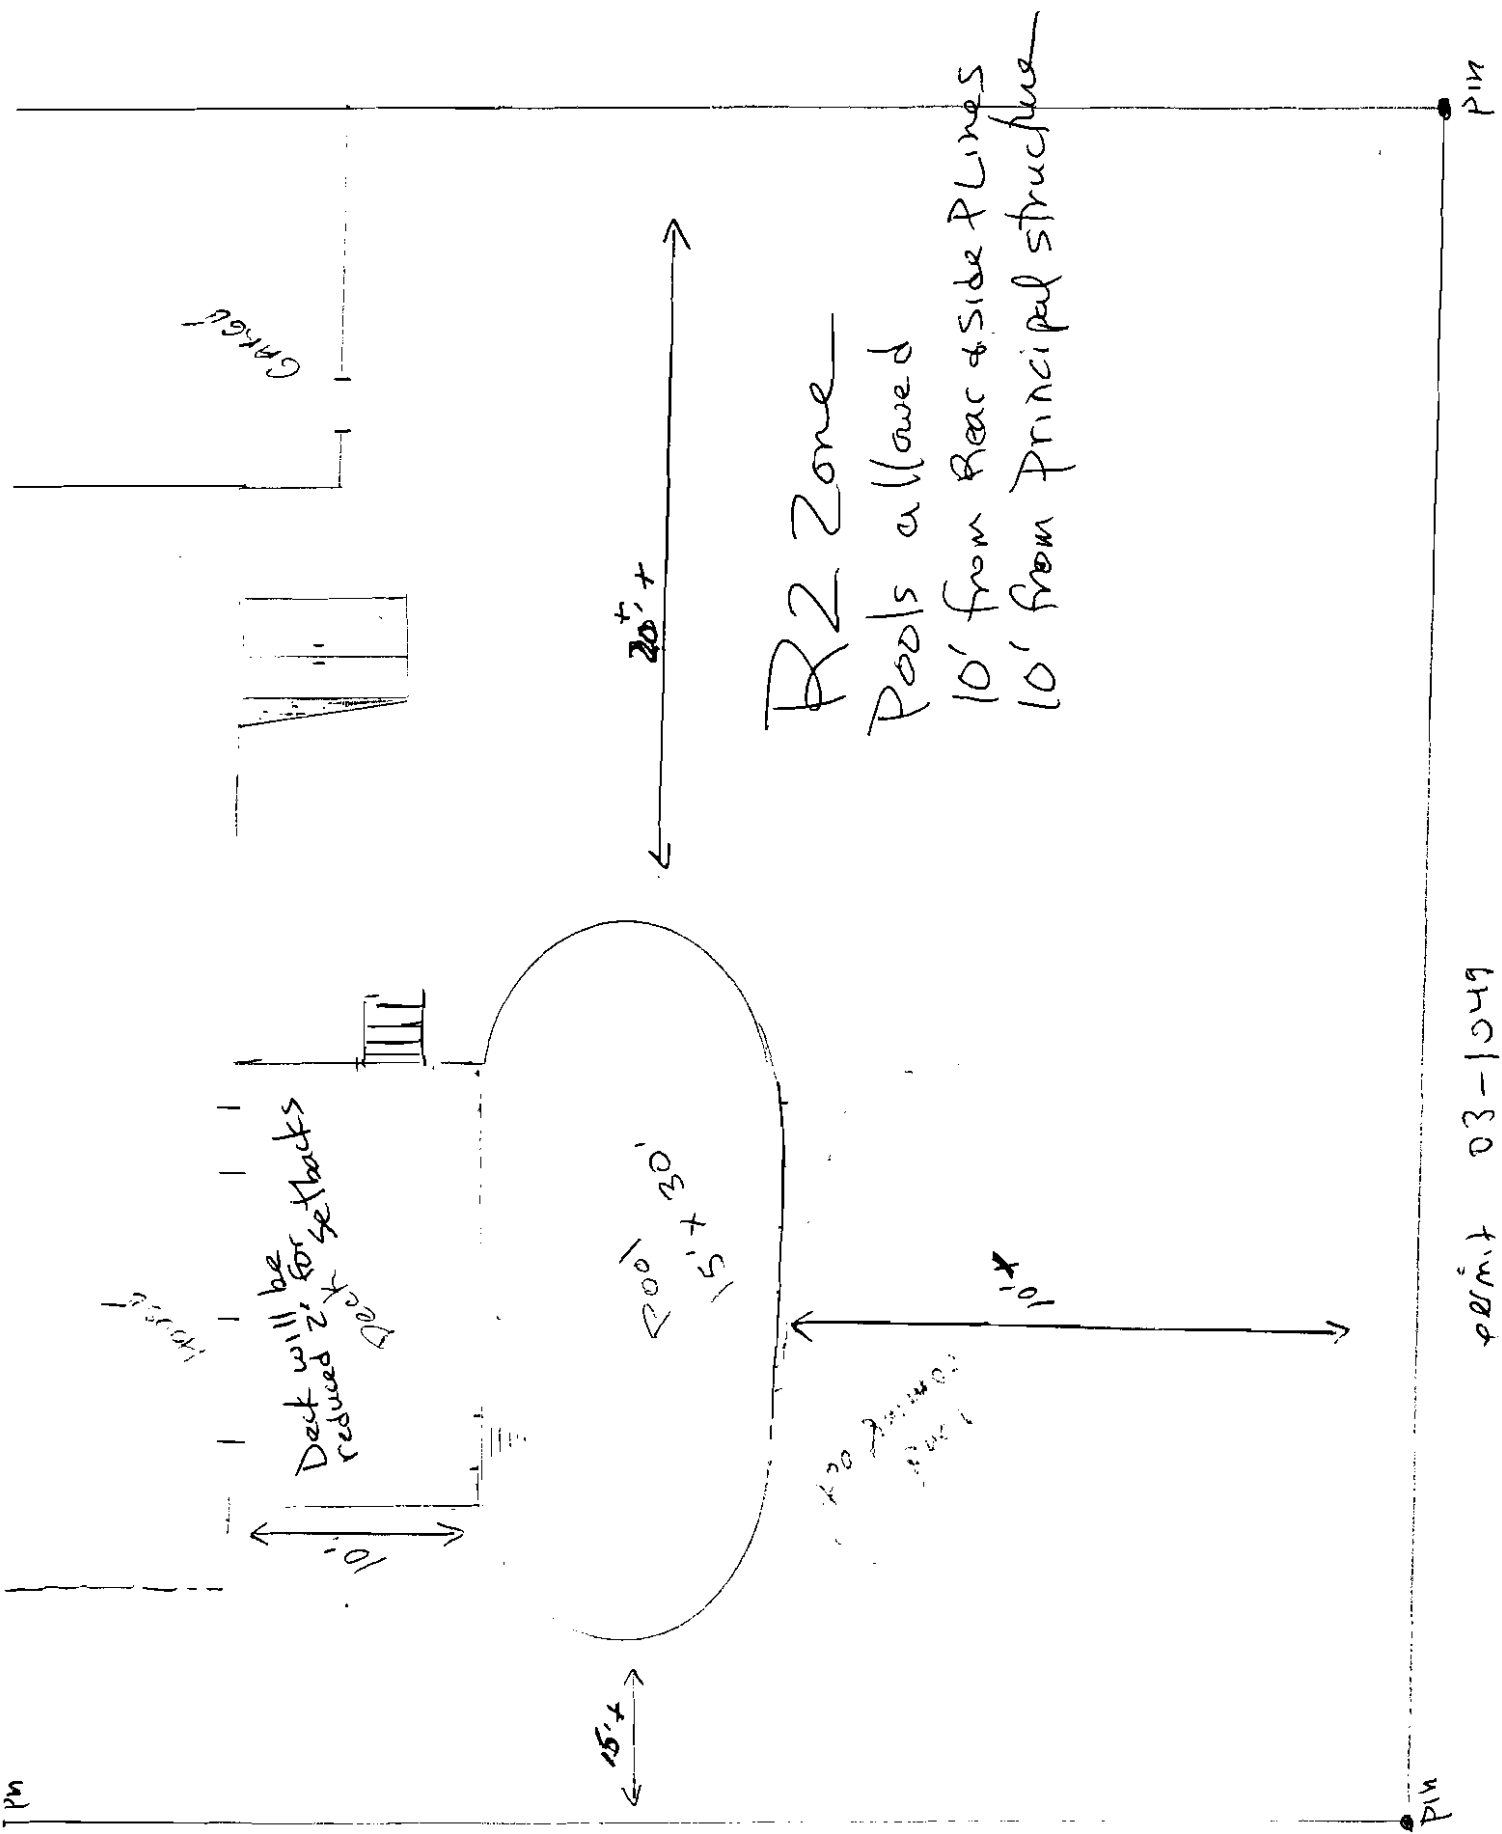 Pin
House
Deck will be
reduced 2' for setbacks
Deck
10'
GARAGE
15'+
Pool
15' x 30'
20'+
10'+
R2 Zone
Pools allowed
10' from Rear & Side P Lines
10' from Principal structure
Pin
permit 03-1049
Pin